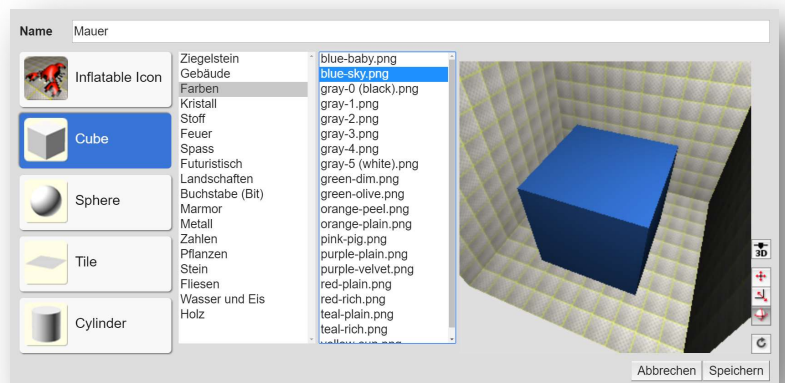 Name Mauer
Inflatable Icon
Cube
Sphere
Tile
Cylinder
Ziegelstein
Gebäude
Farben
Kristall
Stoff
Feuer
Spass
Futuristisch
Landschaften
Buchstabe (Bit)
Marmor
Metall
Zahlen
Pflanzen
Stein
Fliesen
Wasser und Eis
Holz
blue-baby.png
blue-sky.png
gray-0 (black).png
gray-1.png
gray-2.png
gray-3.png
gray-4.png
gray-5 (white).png
green-dim.png
green-olive.png
orange-peel.png
orange-plain.png
pink-pig.png
purple-plain.png
purple-velvet.png
red-plain.png
red-rich.png
teal-plain.png
teal-rich.png
3D
Abbrechen Speichern